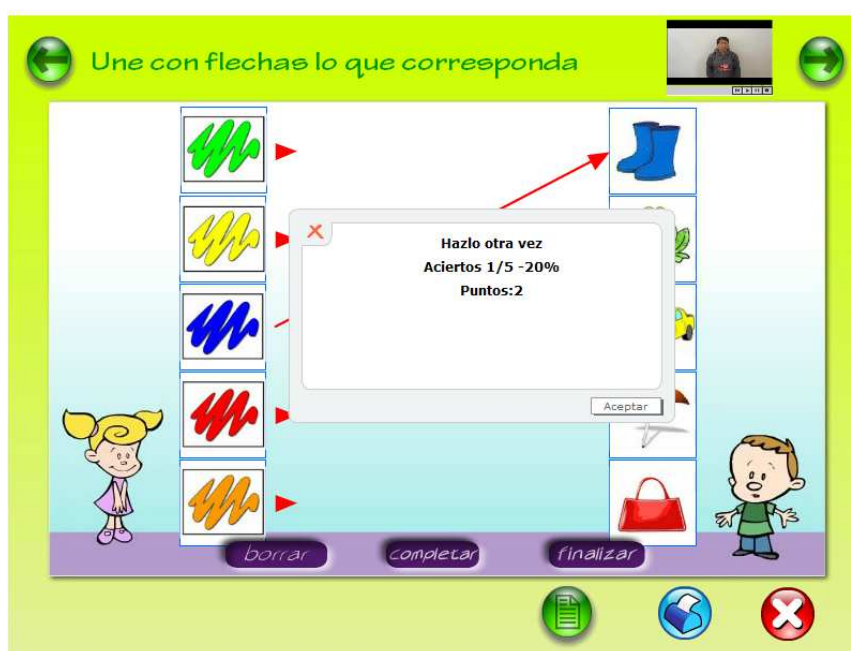 Une con flechas lo que corresponda
Hazlo otra vez
Aciertos 1/5 -20%
Puntos:2
Aceptar
borrar
completar
finalizar